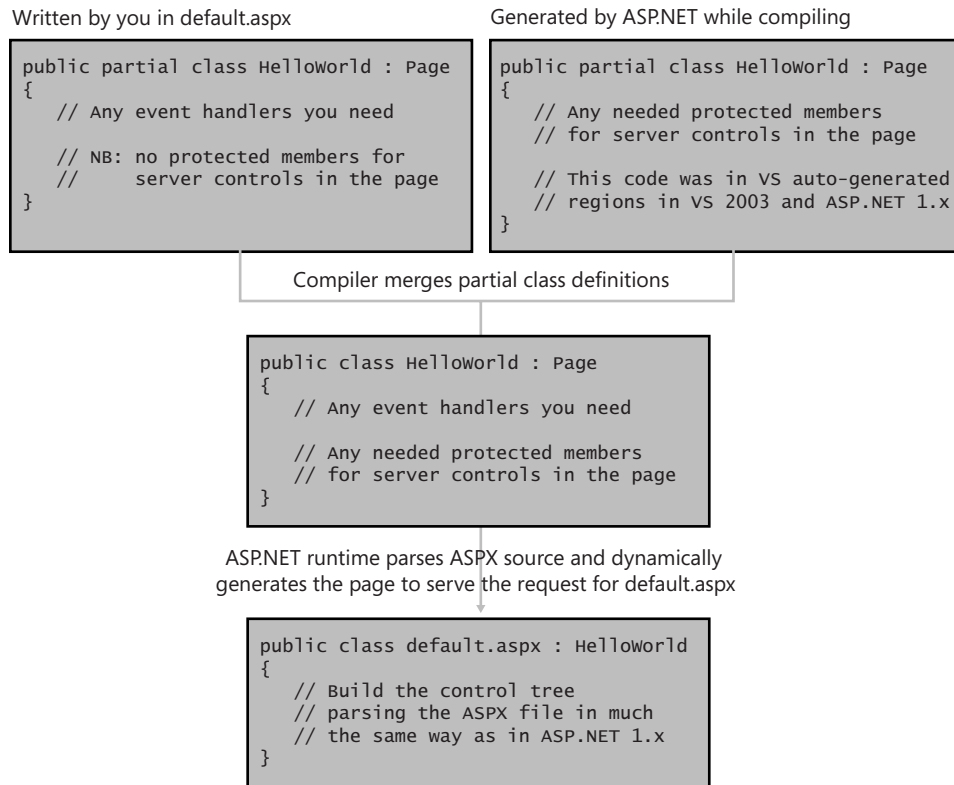 Written by you in default.aspx
public partial class HelloWorld : Page
{
   // Any event handlers you need
   // NB: no protected members for
   //     server controls in the page
}
Generated by ASP.NET while compiling
public partial class HelloWorld : Page
{
   // Any needed protected members
   // for server controls in the page
   // This code was in VS auto-generated
   // regions in VS 2003 and ASP.NET 1.x
}
Compiler merges partial class definitions
public class HelloWorld : Page
{
   // Any event handlers you need
   // Any needed protected members
   // for server controls in the page
}
ASP.NET runtime parses ASPX source and dynamically
generates the page to serve the request for default.aspx
public class default.aspx : HelloWorld
{
   // Build the control tree
   // parsing the ASPX file in much
   // the same way as in ASP.NET 1.x
}